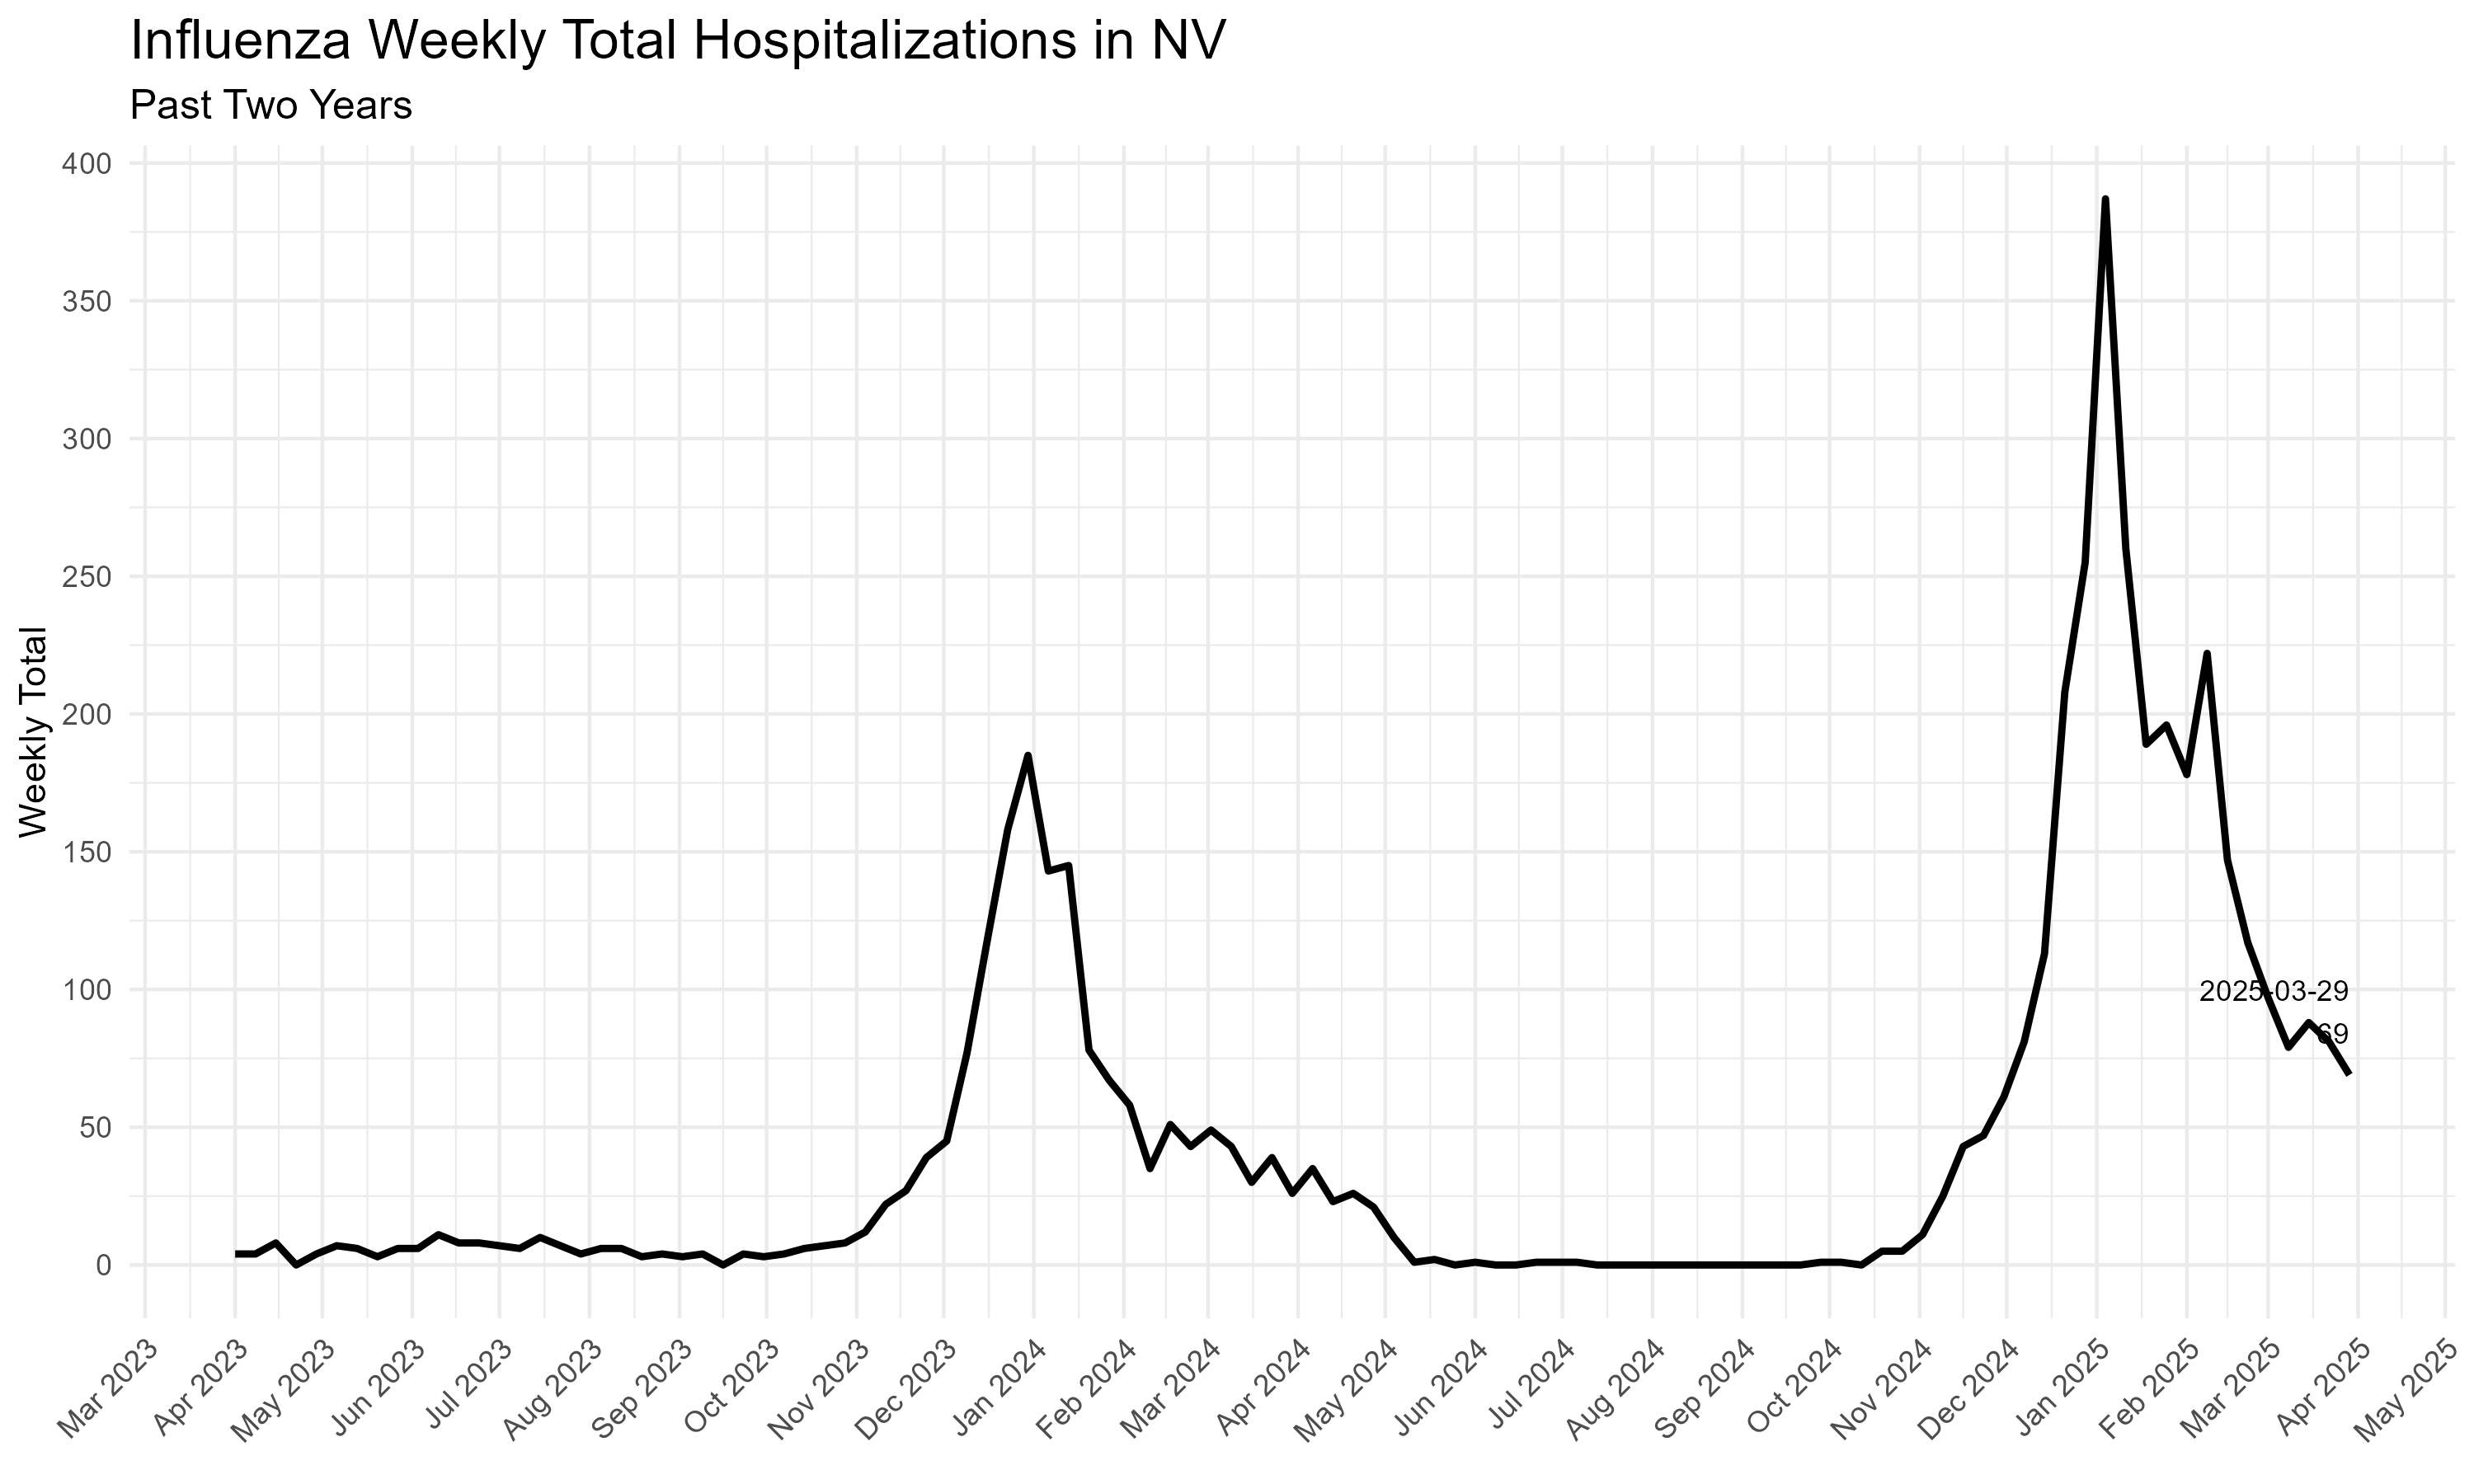 Influenza Weekly Total Hospitalizations in NV
Past Two Years
Weekly Total
400
350
300
250
200
150
100
50
0
2025-03-29
69
Mar 2023
Apr 2023
May 2023
Jun 2023
Jul 2023
Aug 2023
Sep 2023
Oct 2023
Nov 2023
Dec 2023
Jan 2024
Feb 2024
Mar 2024
Apr 2024
May 2024
Jun 2024
Jul 2024
Aug 2024
Sep 2024
Oct 2024
Nov 2024
Dec 2024
Jan 2025
Feb 2025
Mar 2025
Apr 2025
May 2025